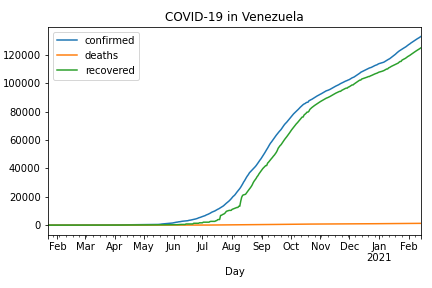 COVID-19 in Venezuela
confirmed
deaths
recovered
120000
100000
80000
60000
40000
20000
0
Feb Mar Apr May Jun Jul Aug Sep Oct Nov Dec Jan Feb
2021
Day